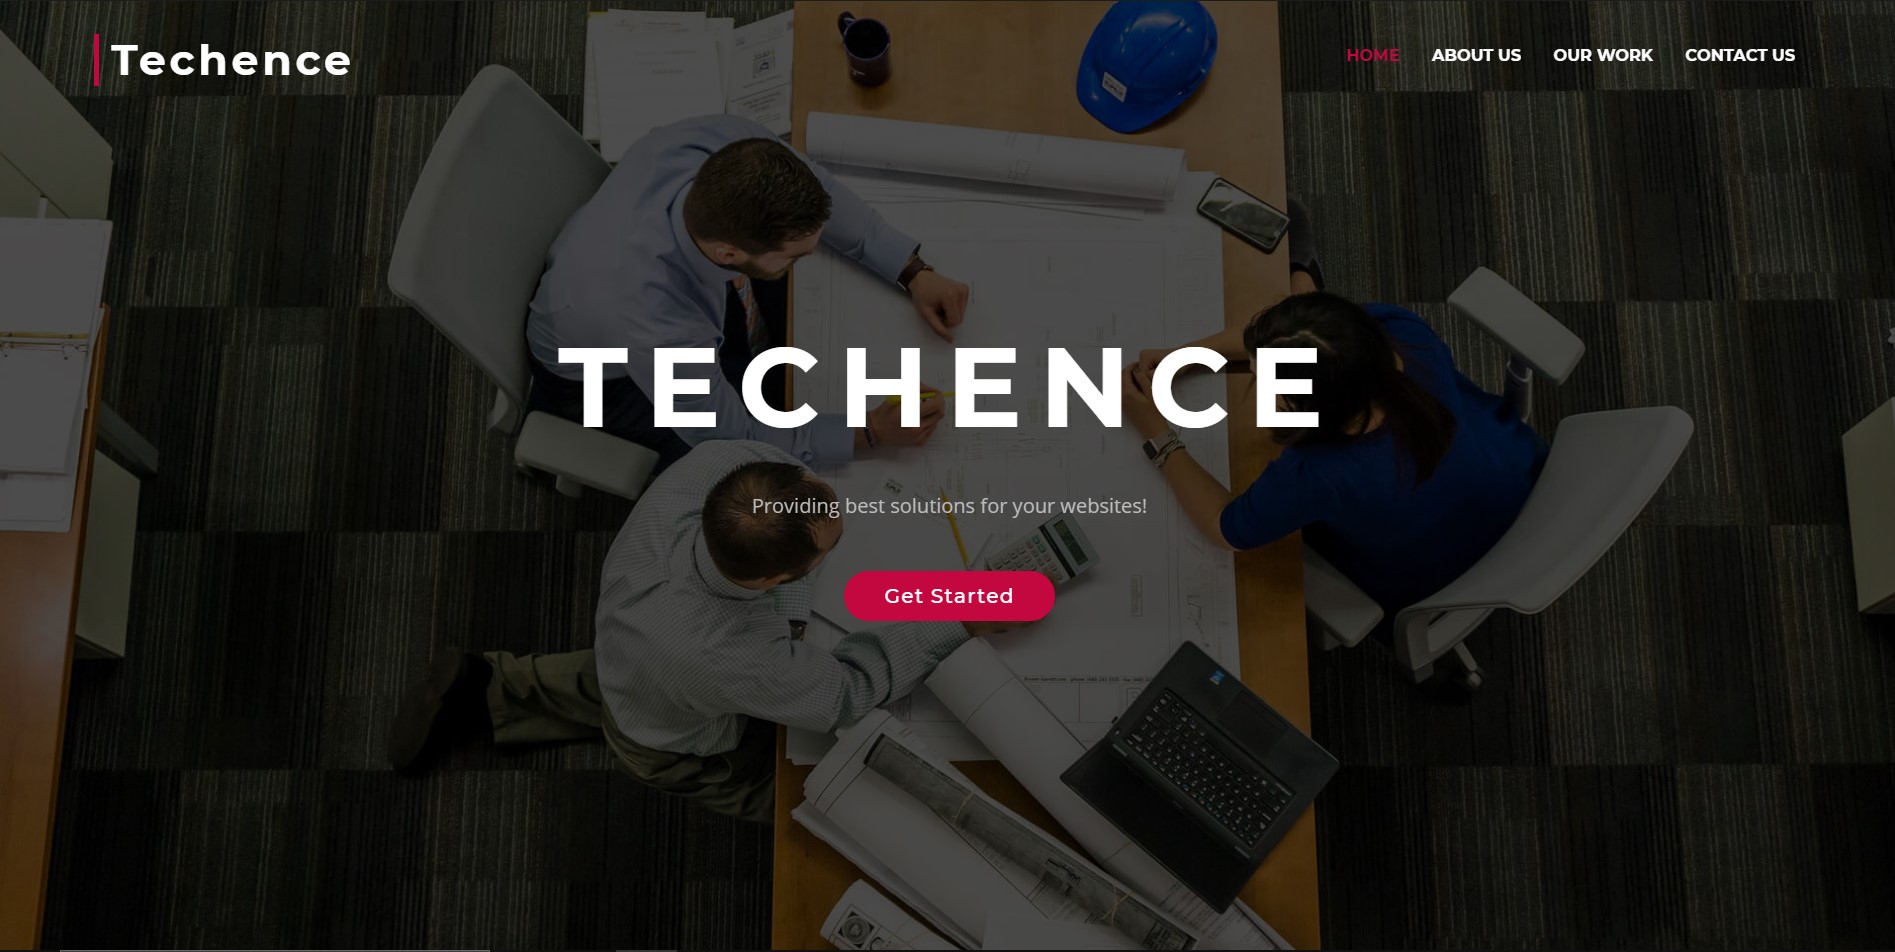 Techence
HOME ABOUT US OUR WORK CONTACT US
TECHENCE
Providing best solutions for your websites!
Get Started